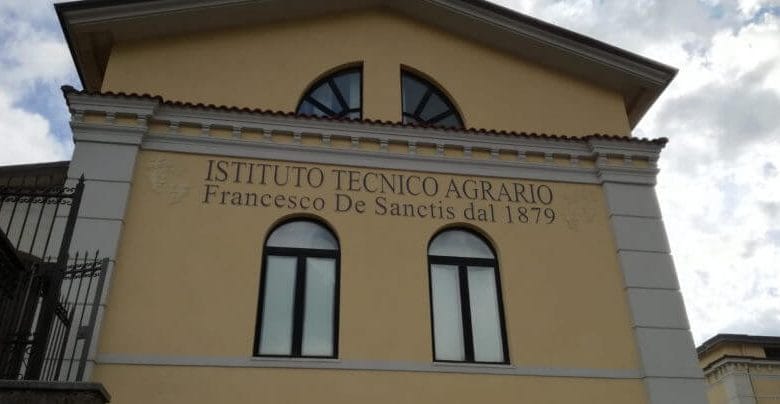 ISTITUTO TECNICO AGRARIO
Francesco De Sanctis dal 1879